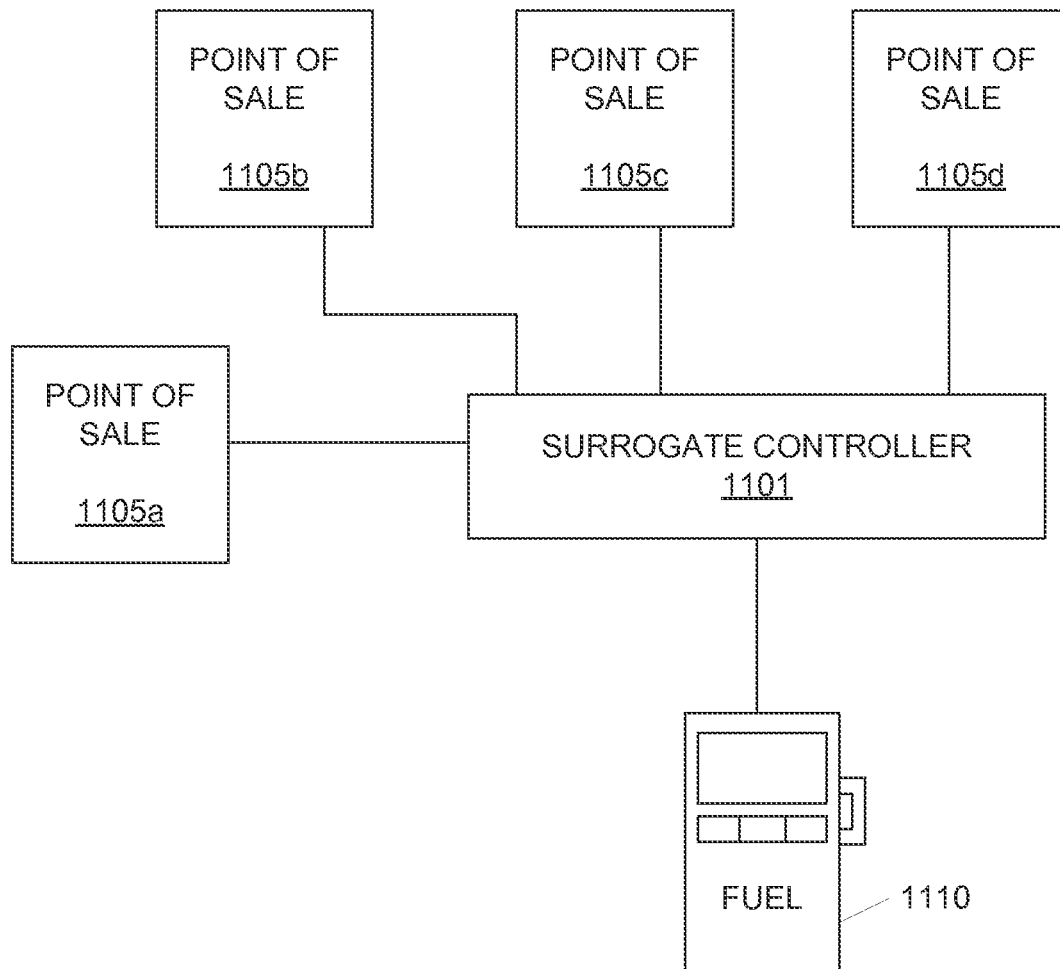 POINT OF
SALE
1105b
POINT OF
SALE
1105c
POINT OF
SALE
1105d
POINT OF
SALE
1105a
SURROGATE CONTROLLER
1101
FUEL
1110